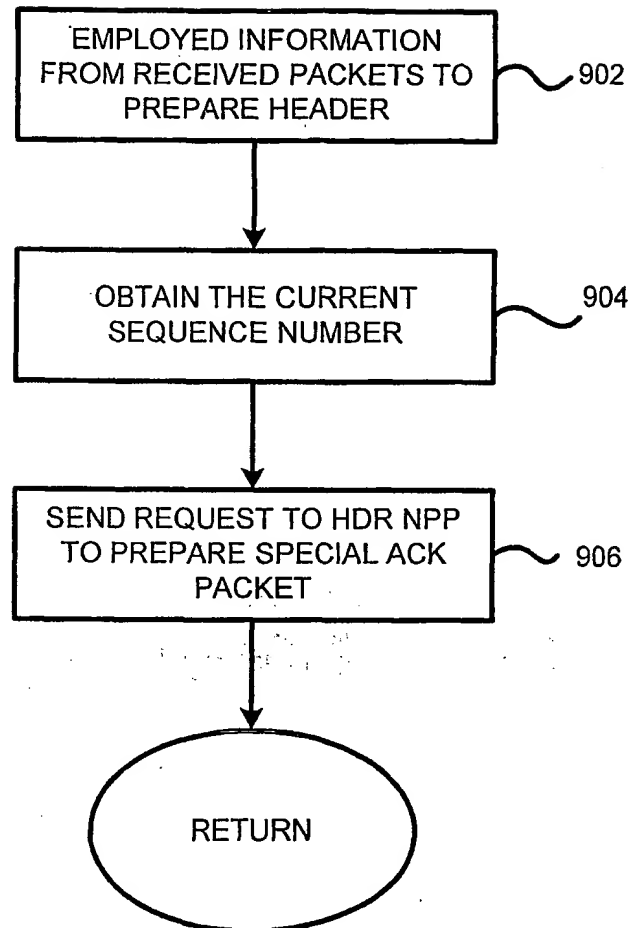 EMPLOYED INFORMATION
FROM RECEIVED PACKETS TO
PREPARE HEADER
902
OBTAIN THE CURRENT
SEQUENCE NUMBER
904
SEND REQUEST TO HDR NPP
TO PREPARE SPECIAL ACK
PACKET
906
RETURN